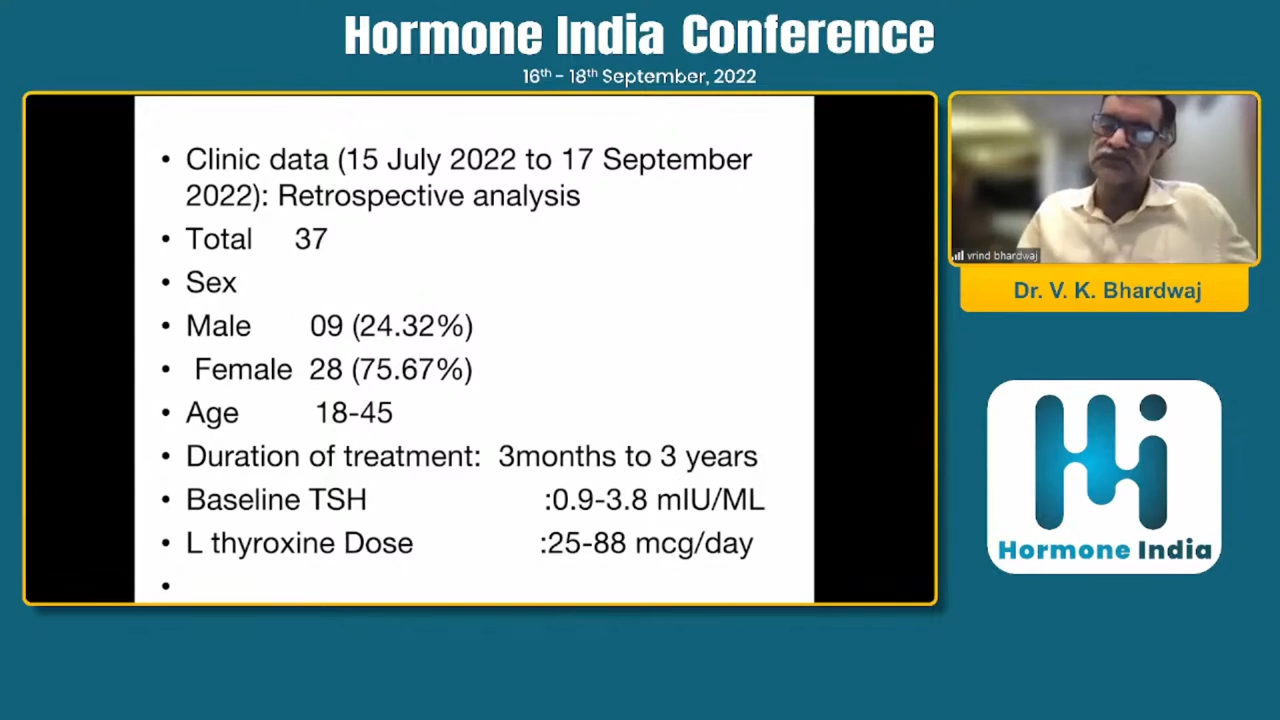 Hormone India Conference
16th - 18th September, 2022
• Clinic data (15 July 2022 to 17 September
2022): Retrospective analysis
• Total 37
• Sex
• Male 09 (24.32%)
• Female 28 (75.67%)
• Age 18-45
• Duration of treatment: 3months to 3 years
• Baseline TSH :0.9-3.8 mIU/ML
• L thyroxine Dose :25-88 mcg/day
•
vrind bhardwaj
Dr. V. K. Bhardwaj
Hi
Hormone India